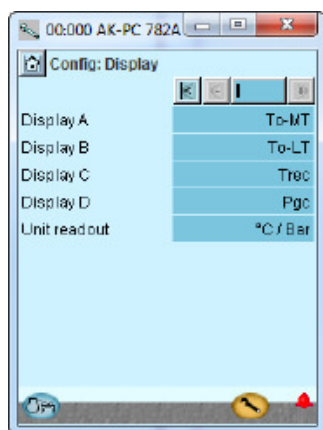 00:000 AK-PC 782A
Config: Display
Display A To-MT
Display B To-LT
Display C Trec
Display D Pgc
Unit readout °C / Bar